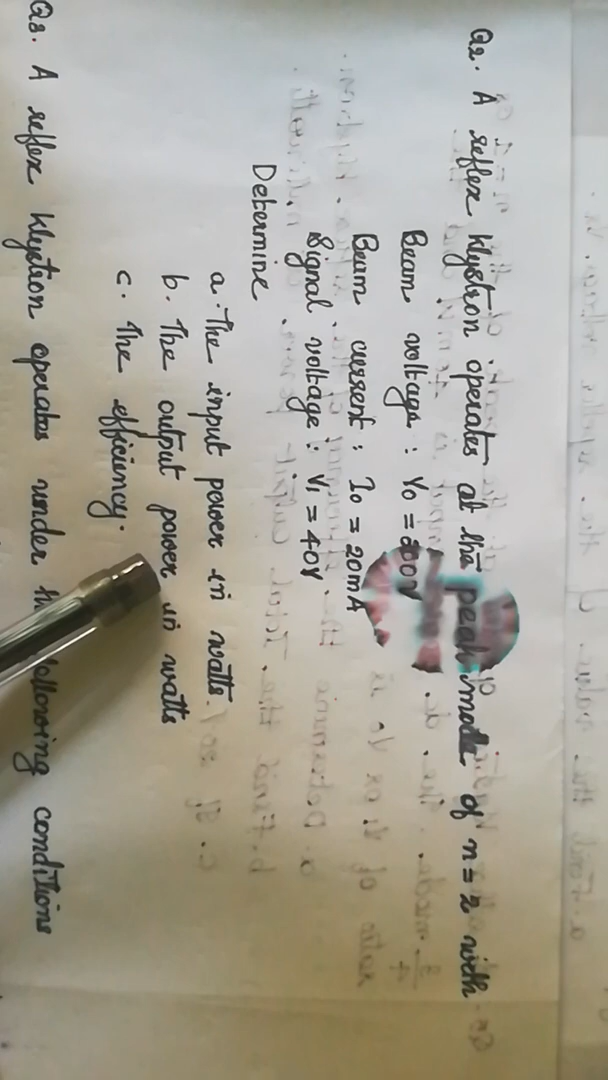 Q2. A reflex klystron operates at the peak mode of n = 2 with
Beam voltage : V0 = 300V
Beam current : I0 = 20mA
Signal voltage : V1 = 40V
Determine
a. The input power in watts.
b. The output power in watts
c. The efficiency.
Q3. A reflex klystron operates under following conditions